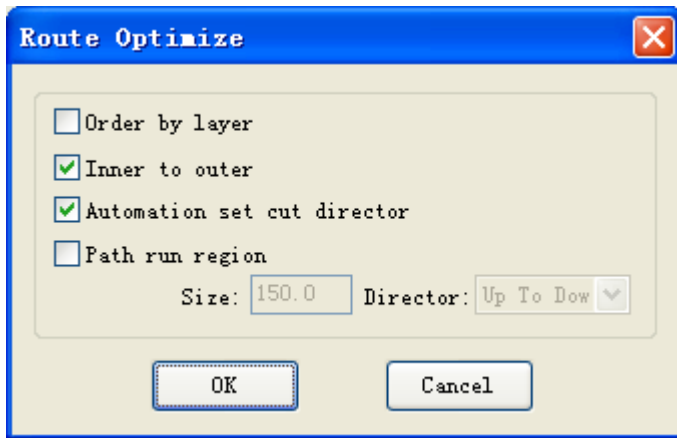 Route Optimize
Order by layer
Inner to outer
Automation set cut director
Path run region
Size: 150.0 Director: Up To Dow
OK Cancel